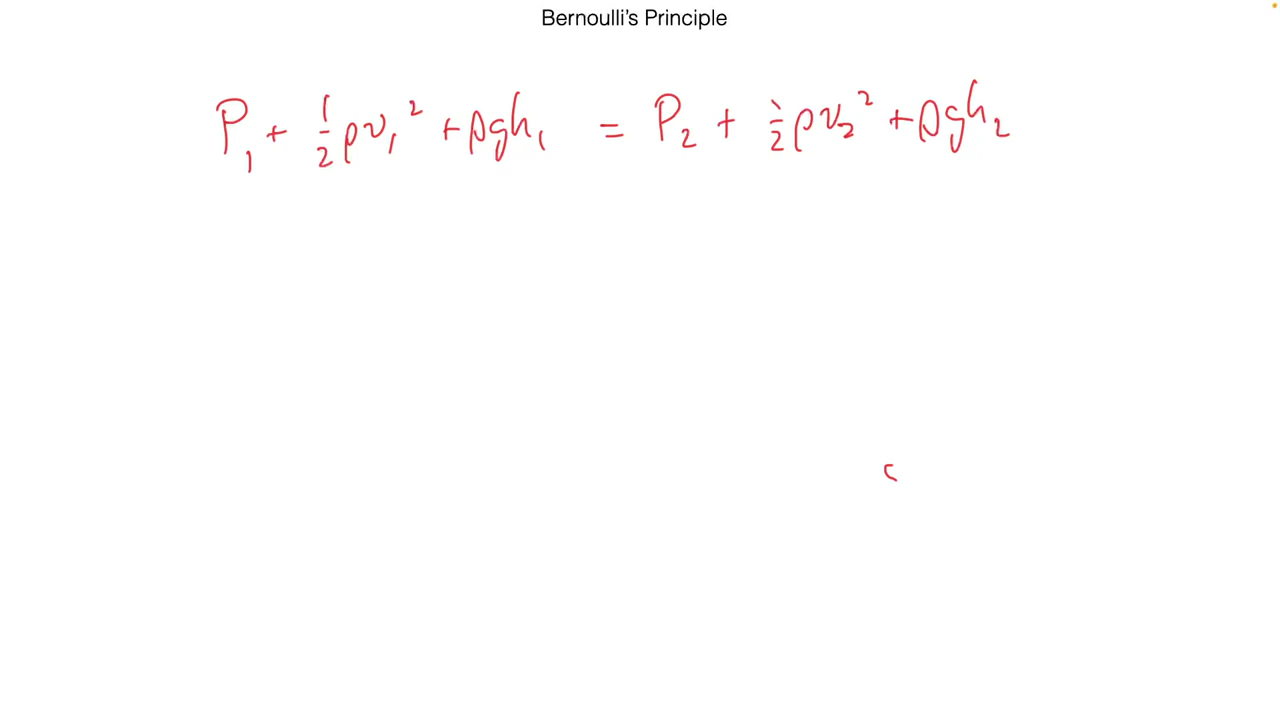 Bernoulli's Principle
P₁ + ½ρv₁² + ρgh₁ = P₂ + ½ρv₂² + ρgh₂